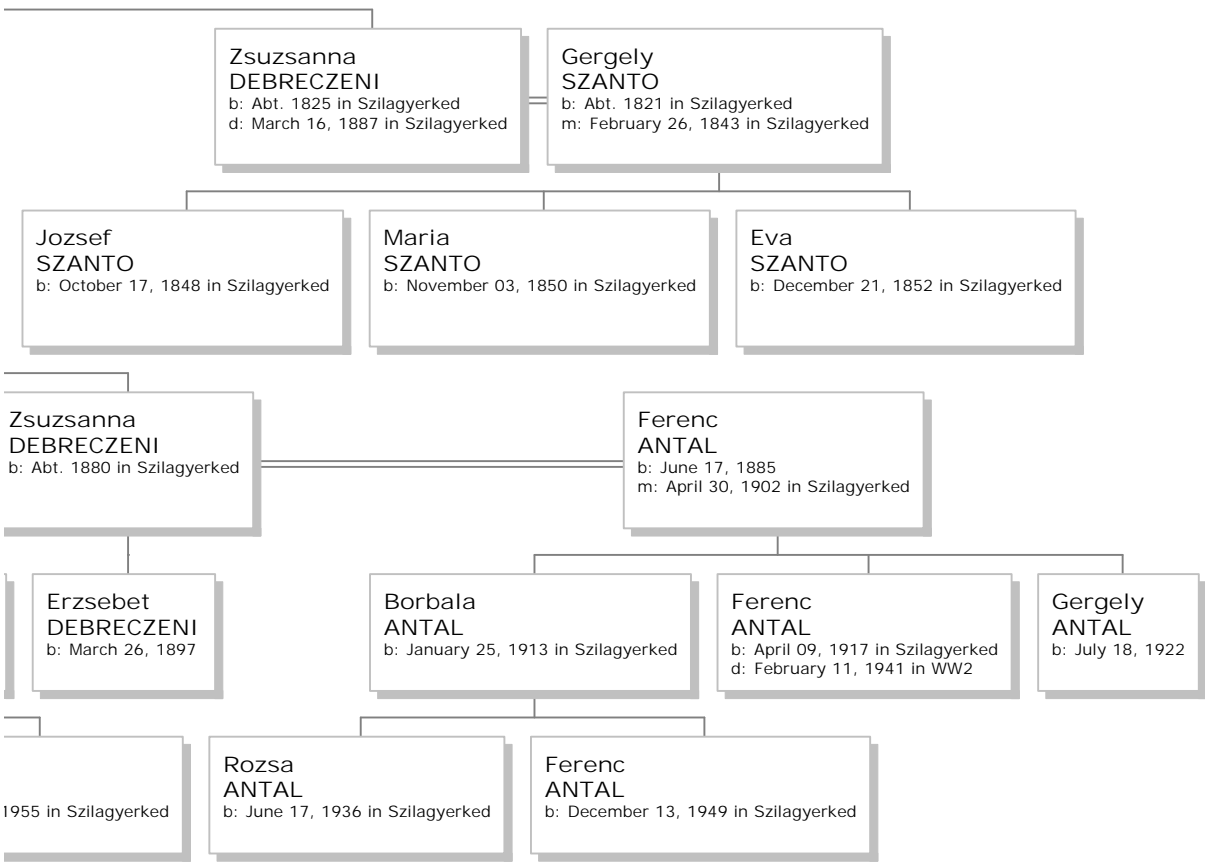 Zsuzsanna
DEBRECZENI
b: Abt. 1825 in Szilagyerked
d: March 16, 1887 in Szilagyerked
Gergely
SZANTO
b: Abt. 1821 in Szilagyerked
m: February 26, 1843 in Szilagyerked
Jozsef
SZANTO
b: October 17, 1848 in Szilagyerked
Maria
SZANTO
b: November 03, 1850 in Szilagyerked
Eva
SZANTO
b: December 21, 1852 in Szilagyerked
Zsuzsanna
DEBRECZENI
b: Abt. 1880 in Szilagyerked
Ferenc
ANTAL
b: June 17, 1885
m: April 30, 1902 in Szilagyerked
Erzsebet
DEBRECZENI
b: March 26, 1897
Borbala
ANTAL
b: January 25, 1913 in Szilagyerked
Ferenc
ANTAL
b: April 09, 1917 in Szilagyerked
d: February 11, 1941 in WW2
Gergely
ANTAL
b: July 18, 1922
1955 in Szilagyerked
Rozsa
ANTAL
b: June 17, 1936 in Szilagyerked
Ferenc
ANTAL
b: December 13, 1949 in Szilagyerked